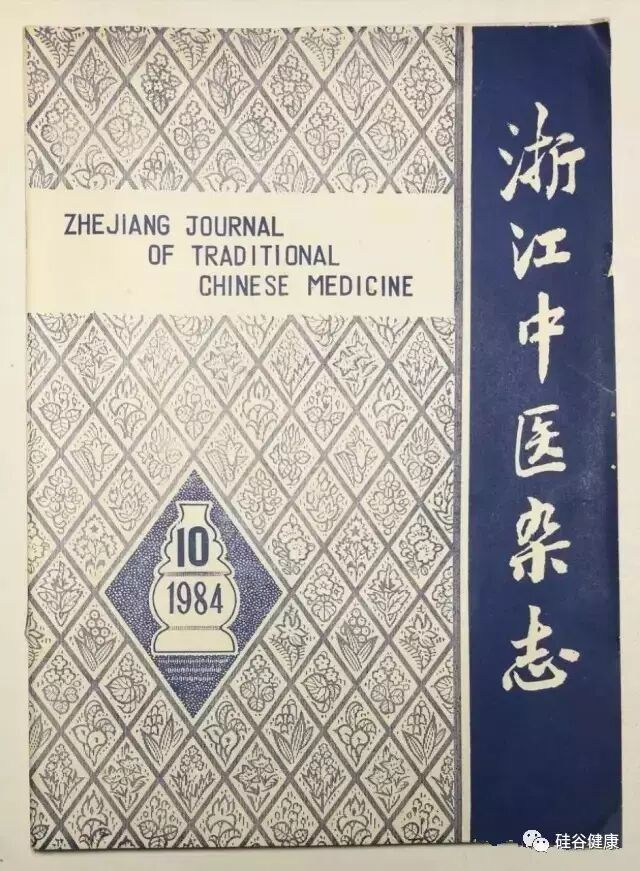 ZHEJIANG JOURNAL
OF TRADITIONAL
CHINESE MEDICINE
浙江中医杂志
10
1984
硅谷健康